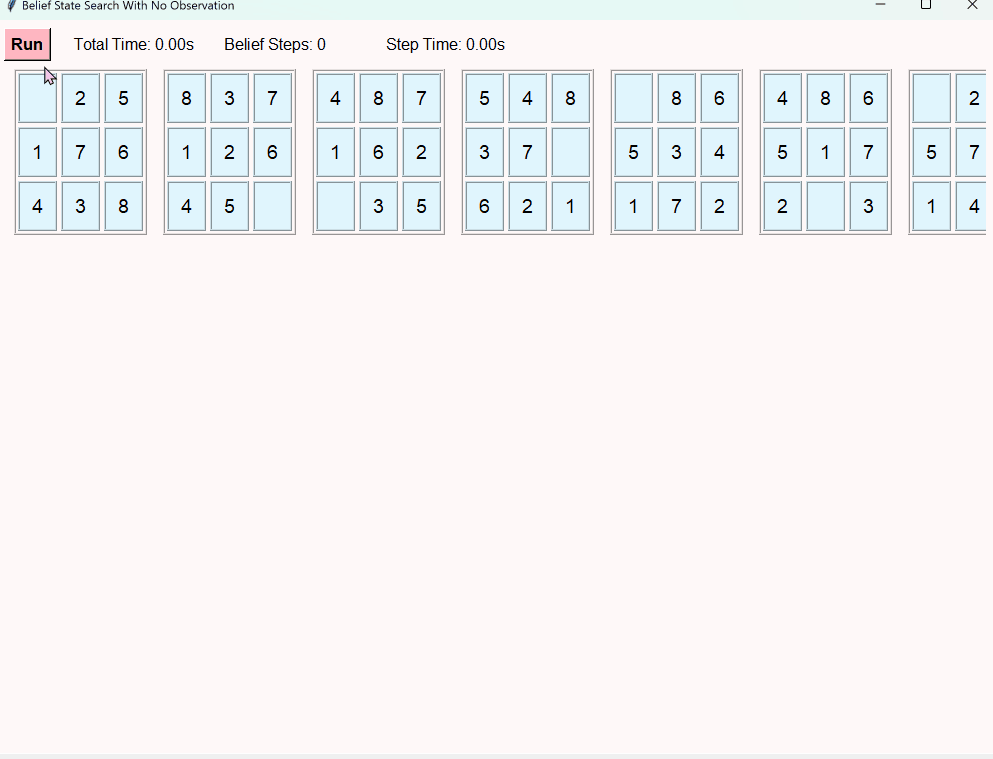 Belief State Search With No Observation
Run Total Time: 0.00s Belief Steps: 0 Step Time: 0.00s
2 5 8 3 7 4 8 7 5 4 8 8 6 4 8 6 2
1 7 6 1 2 6 1 6 2 3 7 5 3 4 5 1 7 5 7
4 3 8 4 5 3 5 6 2 1 1 7 2 2 3 1 4